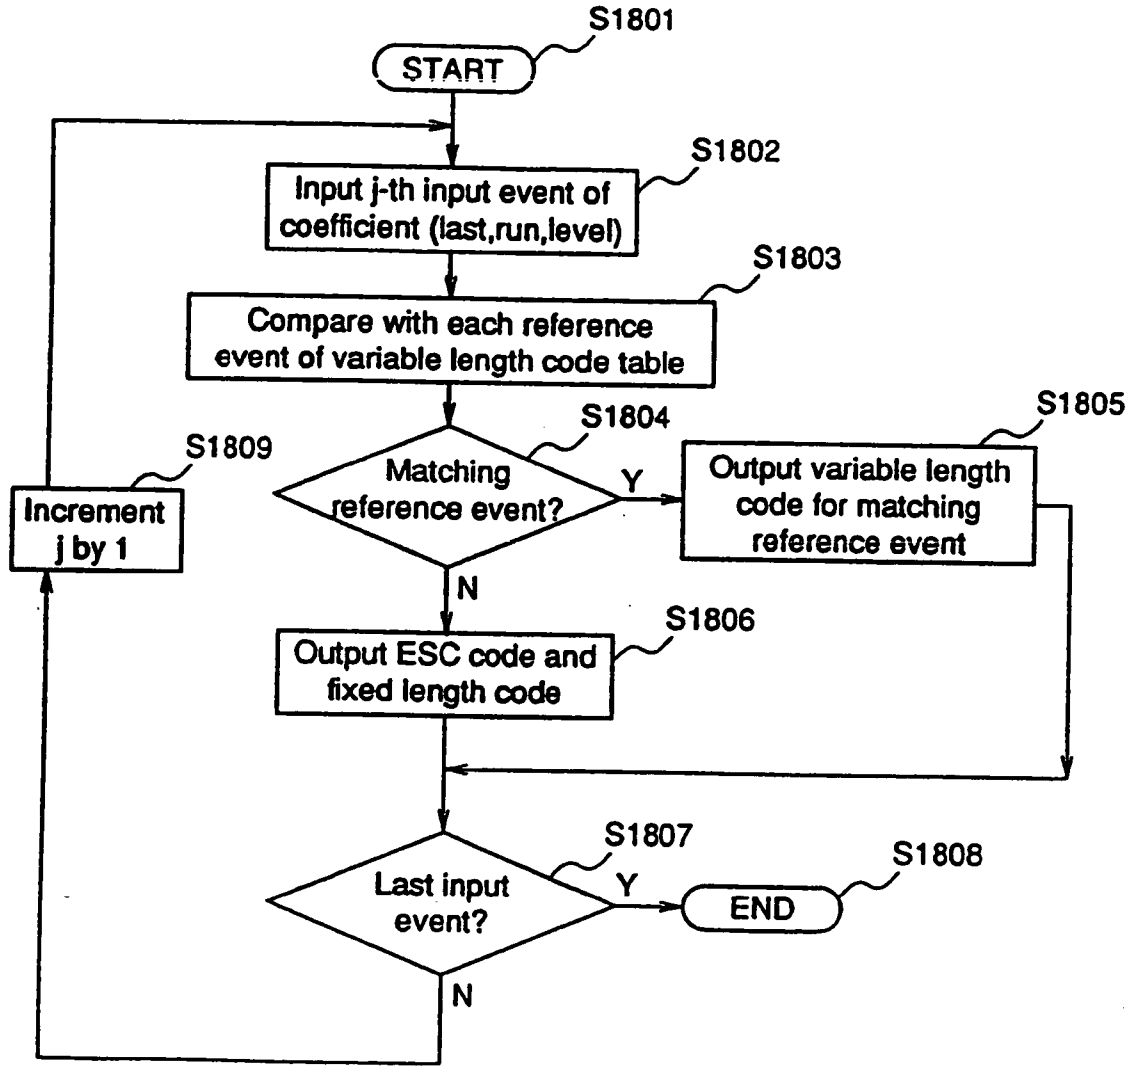 S1801
START
S1802
Input j-th input event of
coefficient (last,run,level)
S1803
Compare with each reference
event of variable length code table
S1804
Matching
reference event?
Y
N
S1805
Output variable length
code for matching
reference event
S1809
Increment
j by 1
S1806
Output ESC code and
fixed length code
S1807
Last input
event?
Y
N
S1808
END